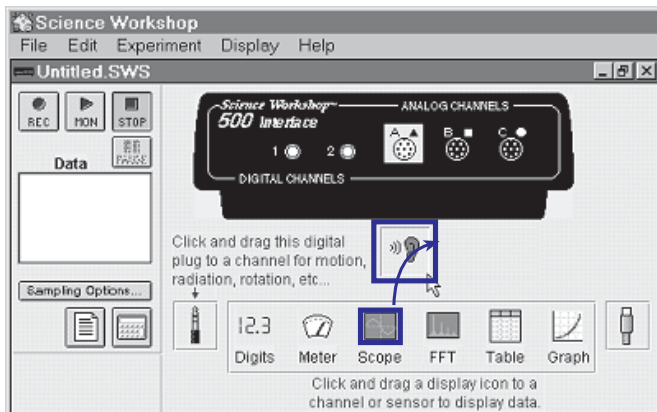 Science Workshop
File Edit Experiment Display Help
Untitled.SWS
REC MON STOP
PAUSE
Data
Sampling Options...
Science Workshop
500 Interface
ANALOG CHANNELS
A B C
1 2
DIGITAL CHANNELS
Click and drag this digital
plug to a channel for motion,
radiation, rotation, etc...
12.3
Digits Meter Scope FFT Table Graph
Click and drag a display icon to a
channel or sensor to display data.